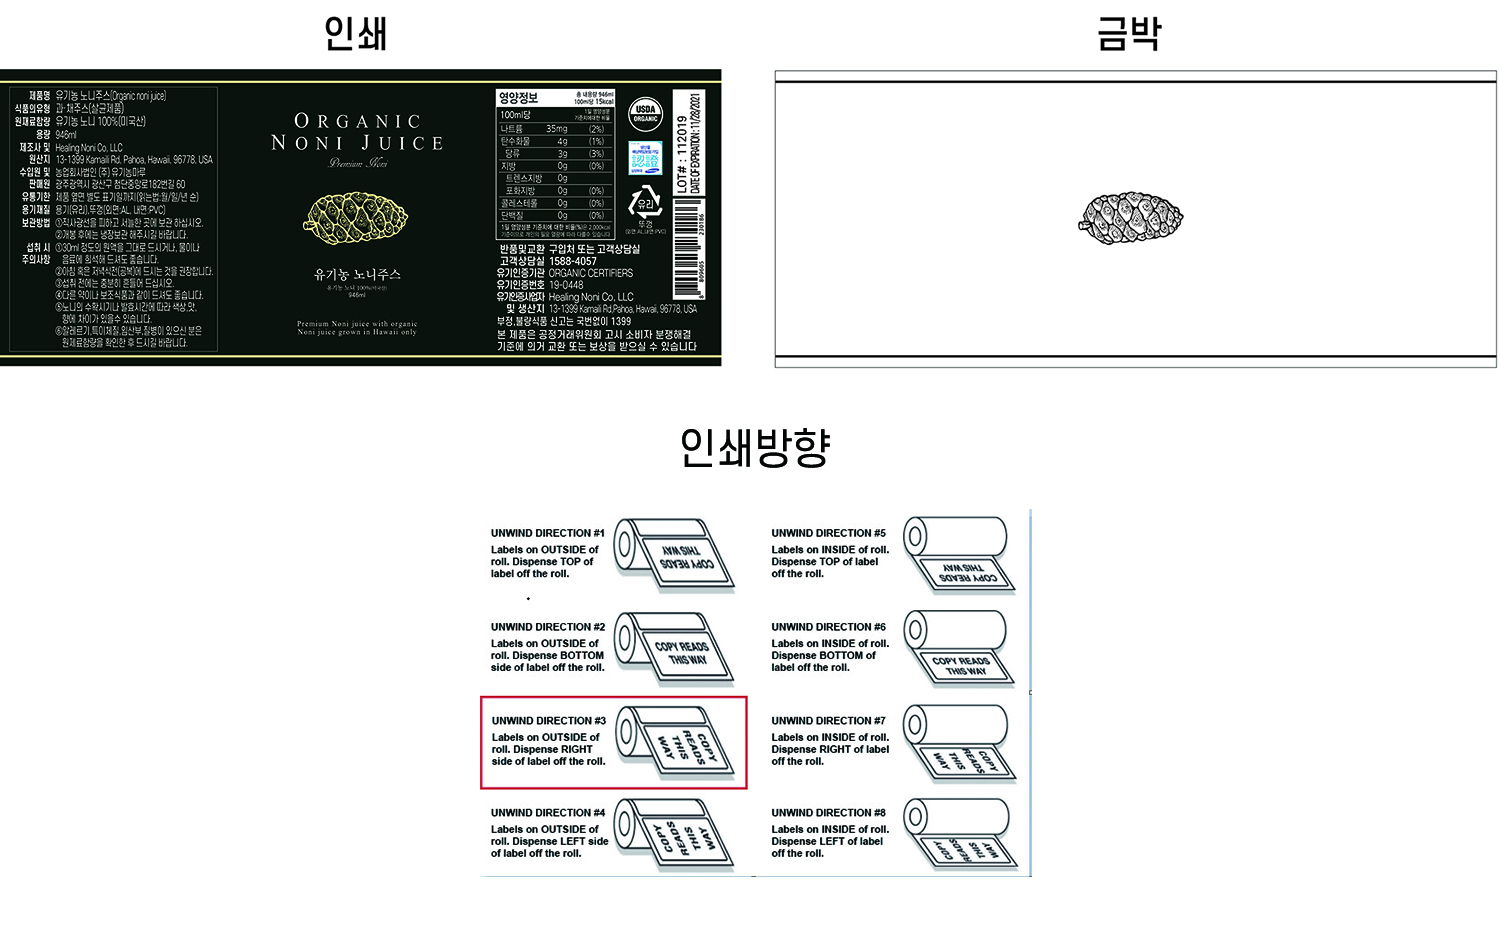 인쇄
금박
제품명 유기농 노니주스(Organic noni juice)
식품의유형 과·채주스(살균제품)
원재료함량 유기농 노니 100%(미국산)
용량 946ml
제조사 및 Healing Noni Co, LLC
원산지 13-1399 Kamaili Rd, Pahoa, Hawaii, 96778, USA
수입원 및 농업회사법인 (주) 유기농마루
판매원 광주광역시 광산구 첨단중앙로182번길 60
유통기한 제품 옆면 별도 표기일까지(읽는법:월/일/년 순)
용기재질 용기(유리),뚜껑(외면:AL, 내면:PVC)
보관방법 ①직사광선을 피하고 서늘한 곳에 보관 하십시오.
②개봉 후에는 냉장보관 해주시길 바랍니다.
섭취 시 ①30ml 정도의 원액을 그대로 드시거나, 물이나
주의사항 음료에 희석해 드셔도 좋습니다.
②아침 혹은 저녁식전(공복)에 드시는 것을 권장합니다.
③섭취 전에는 충분히 흔들어 드십시오.
④다른 약이나 보조식품과 같이 드셔도 좋습니다.
⑤노니의 수확시기나 발효시간에 따라 색상,맛,
향에 차이가 있을수 있습니다.
⑥알레르기,특이체질,임산부,질병이 있으신 분은
원재료함량을 확인한 후 드시길 바랍니다.
ORGANIC
NONI JUICE
Premium Noni
유기농 노니주스
유기농 노니 100%(미국산)
946ml
Premium Noni juice with organic
Noni juice grown in Hawaii only
영양정보 총 내용량 946ml
100ml당 15kcal
100ml당 1일 영양성분
기준치에대한 비율
나트륨 35mg (2%)
탄수화물 4g (1%)
당류 3g (3%)
지방 0g (0%)
트렌스지방 0g
포화지방 0g (0%)
콜레스테롤 0g (0%)
단백질 0g (0%)
1일 영양성분 기준치에 대한 비율(%)은 2,000kcal
기준이므로 개인의 필요 열량에 따라 다를수 있습니다
USDA
ORGANIC
認證
유리
뚜껑
(외면:AL,내면:PVC)
LOT# : 112019
DATE OF EXPIRATION : 11/28/2021
8 809605 230186
반품및교환 구입처 또는 고객상담실
고객상담실 1588-4057
유기인증기관 ORGANIC CERTIFIERS
유기인증번호 19-0448
유기인증사업자 Healing Noni Co, LLC
및 생산지 13-1399 Kamaili Rd,Pahoa, Hawaii, 96778, USA
부정,불량식품 신고는 국번없이 1399
본 제품은 공정거래위원회 고시 소비자 분쟁해결
기준에 의거 교환 또는 보상을 받으실 수 있습니다
인쇄방향
UNWIND DIRECTION #1
Labels on OUTSIDE of
roll. Dispense TOP of
label off the roll.
COPY READS
THIS WAY
UNWIND DIRECTION #2
Labels on OUTSIDE of
roll. Dispense BOTTOM
side of label off the roll.
COPY READS
THIS WAY
UNWIND DIRECTION #3
Labels on OUTSIDE of
roll. Dispense RIGHT
side of label off the roll.
COPY
READS
THIS
WAY
UNWIND DIRECTION #4
Labels on OUTSIDE of
roll. Dispense LEFT side
of label off the roll.
COPY
READS
THIS
WAY
UNWIND DIRECTION #5
Labels on INSIDE of roll.
Dispense TOP of label
off the roll.
COPY READS
THIS WAY
UNWIND DIRECTION #6
Labels on INSIDE of roll.
Dispense BOTTOM of
label off the roll.
COPY READS
THIS WAY
UNWIND DIRECTION #7
Labels on INSIDE of roll.
Dispense RIGHT of label
off the roll.
COPY
READS
THIS
WAY
UNWIND DIRECTION #8
Labels on INSIDE of roll.
Dispense LEFT of label
off the roll.
COPY
READS
THIS
WAY